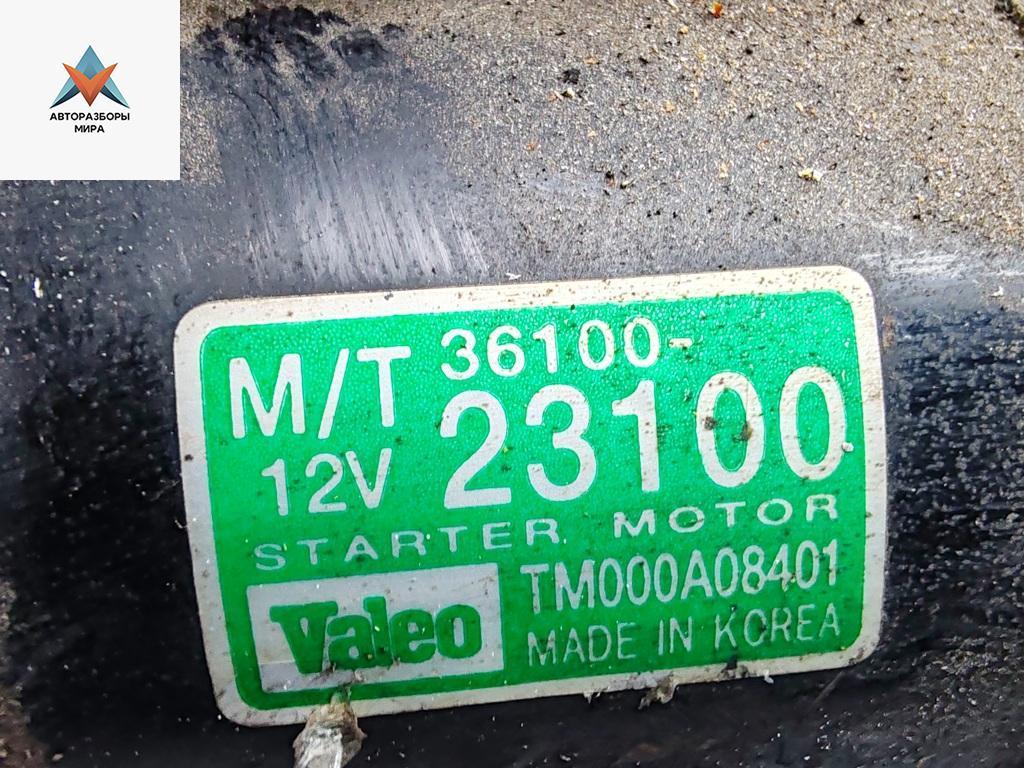 АВТОРАЗБОРЫ
МИРА
M/T 36100-
12V 23100
STARTER MOTOR
Valeo TM000A08401
MADE IN KOREA